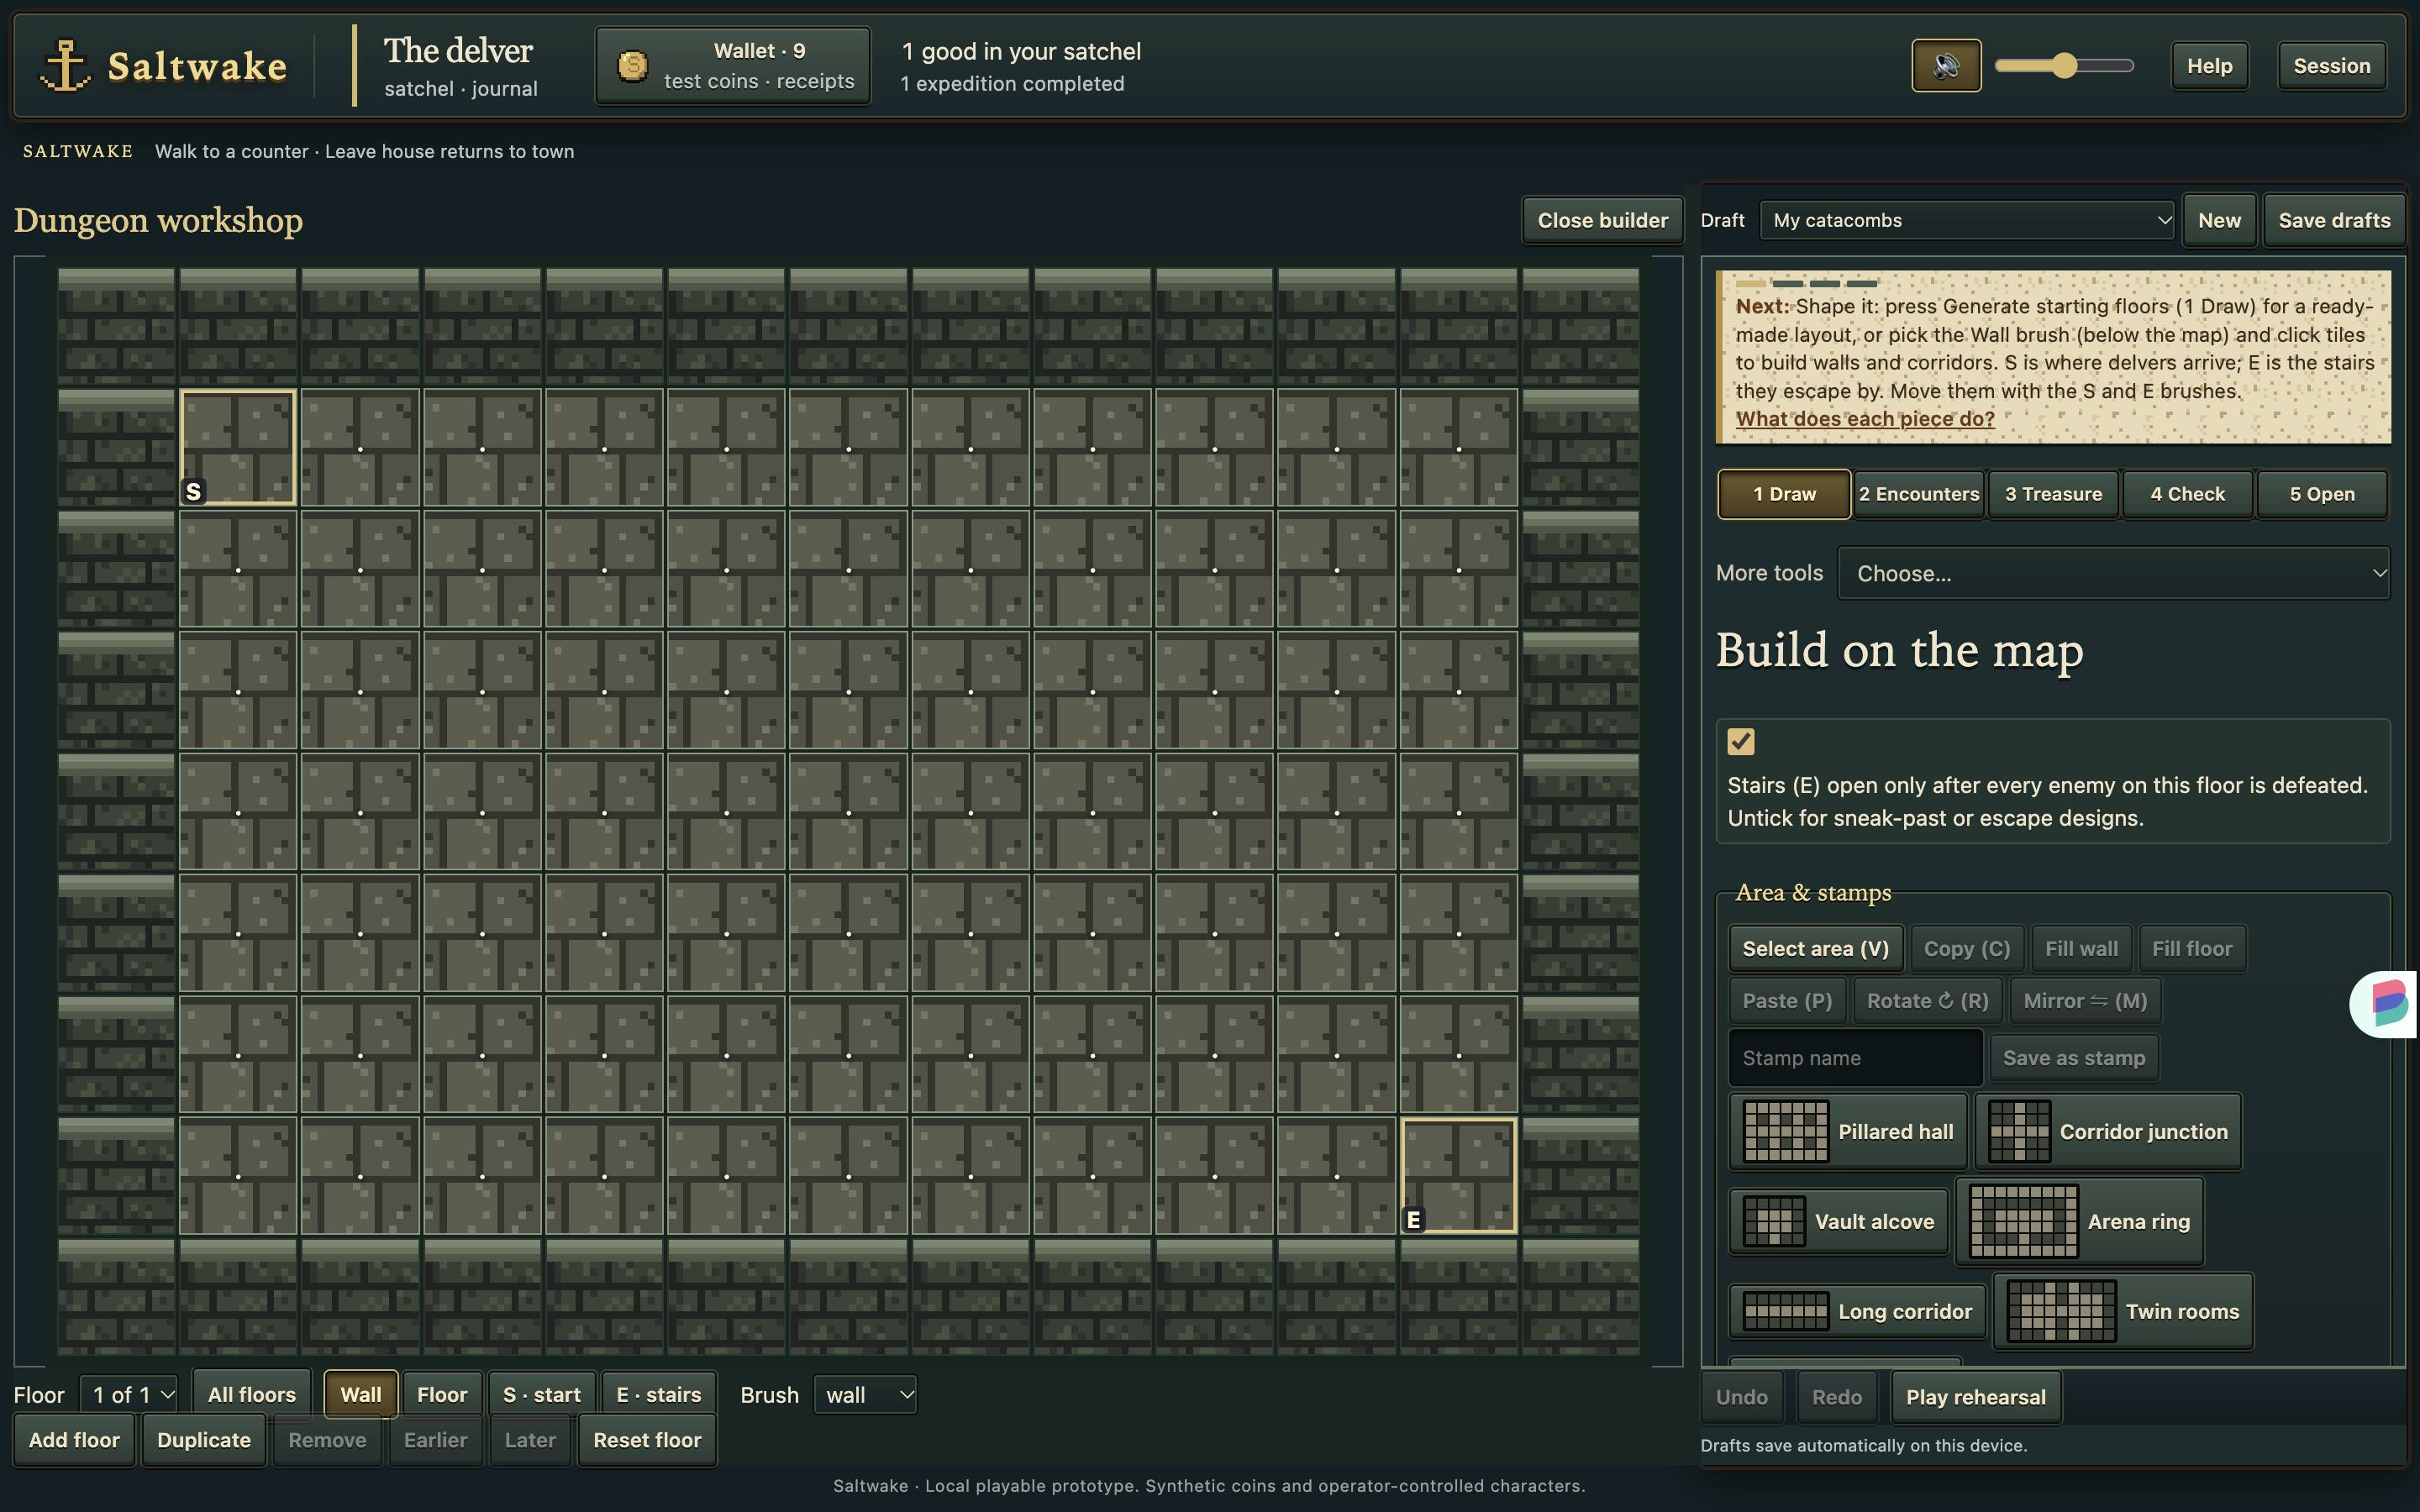 Saltwake
The delver
satchel · journal
Wallet · 9
test coins · receipts
1 good in your satchel
1 expedition completed
Help
Session
SALTWAKE Walk to a counter · Leave house returns to town
Dungeon workshop
Close builder
Draft My catacombs New Save drafts
Next: Shape it: press Generate starting floors (1 Draw) for a ready-
made layout, or pick the Wall brush (below the map) and click tiles
to build walls and corridors. S is where delvers arrive; E is the stairs
they escape by. Move them with the S and E brushes.
What does each piece do?
1 Draw 2 Encounters 3 Treasure 4 Check 5 Open
More tools Choose...
Build on the map
Stairs (E) open only after every enemy on this floor is defeated.
Untick for sneak-past or escape designs.
Area & stamps
Select area (V) Copy (C) Fill wall Fill floor
Paste (P) Rotate ↻ (R) Mirror ⇋ (M)
Stamp name Save as stamp
Pillared hall Corridor junction
Vault alcove Arena ring
Long corridor Twin rooms
S
E
Floor 1 of 1 All floors Wall Floor S · start E · stairs Brush wall
Add floor Duplicate Remove Earlier Later Reset floor
Undo Redo Play rehearsal
Drafts save automatically on this device.
Saltwake · Local playable prototype. Synthetic coins and operator-controlled characters.